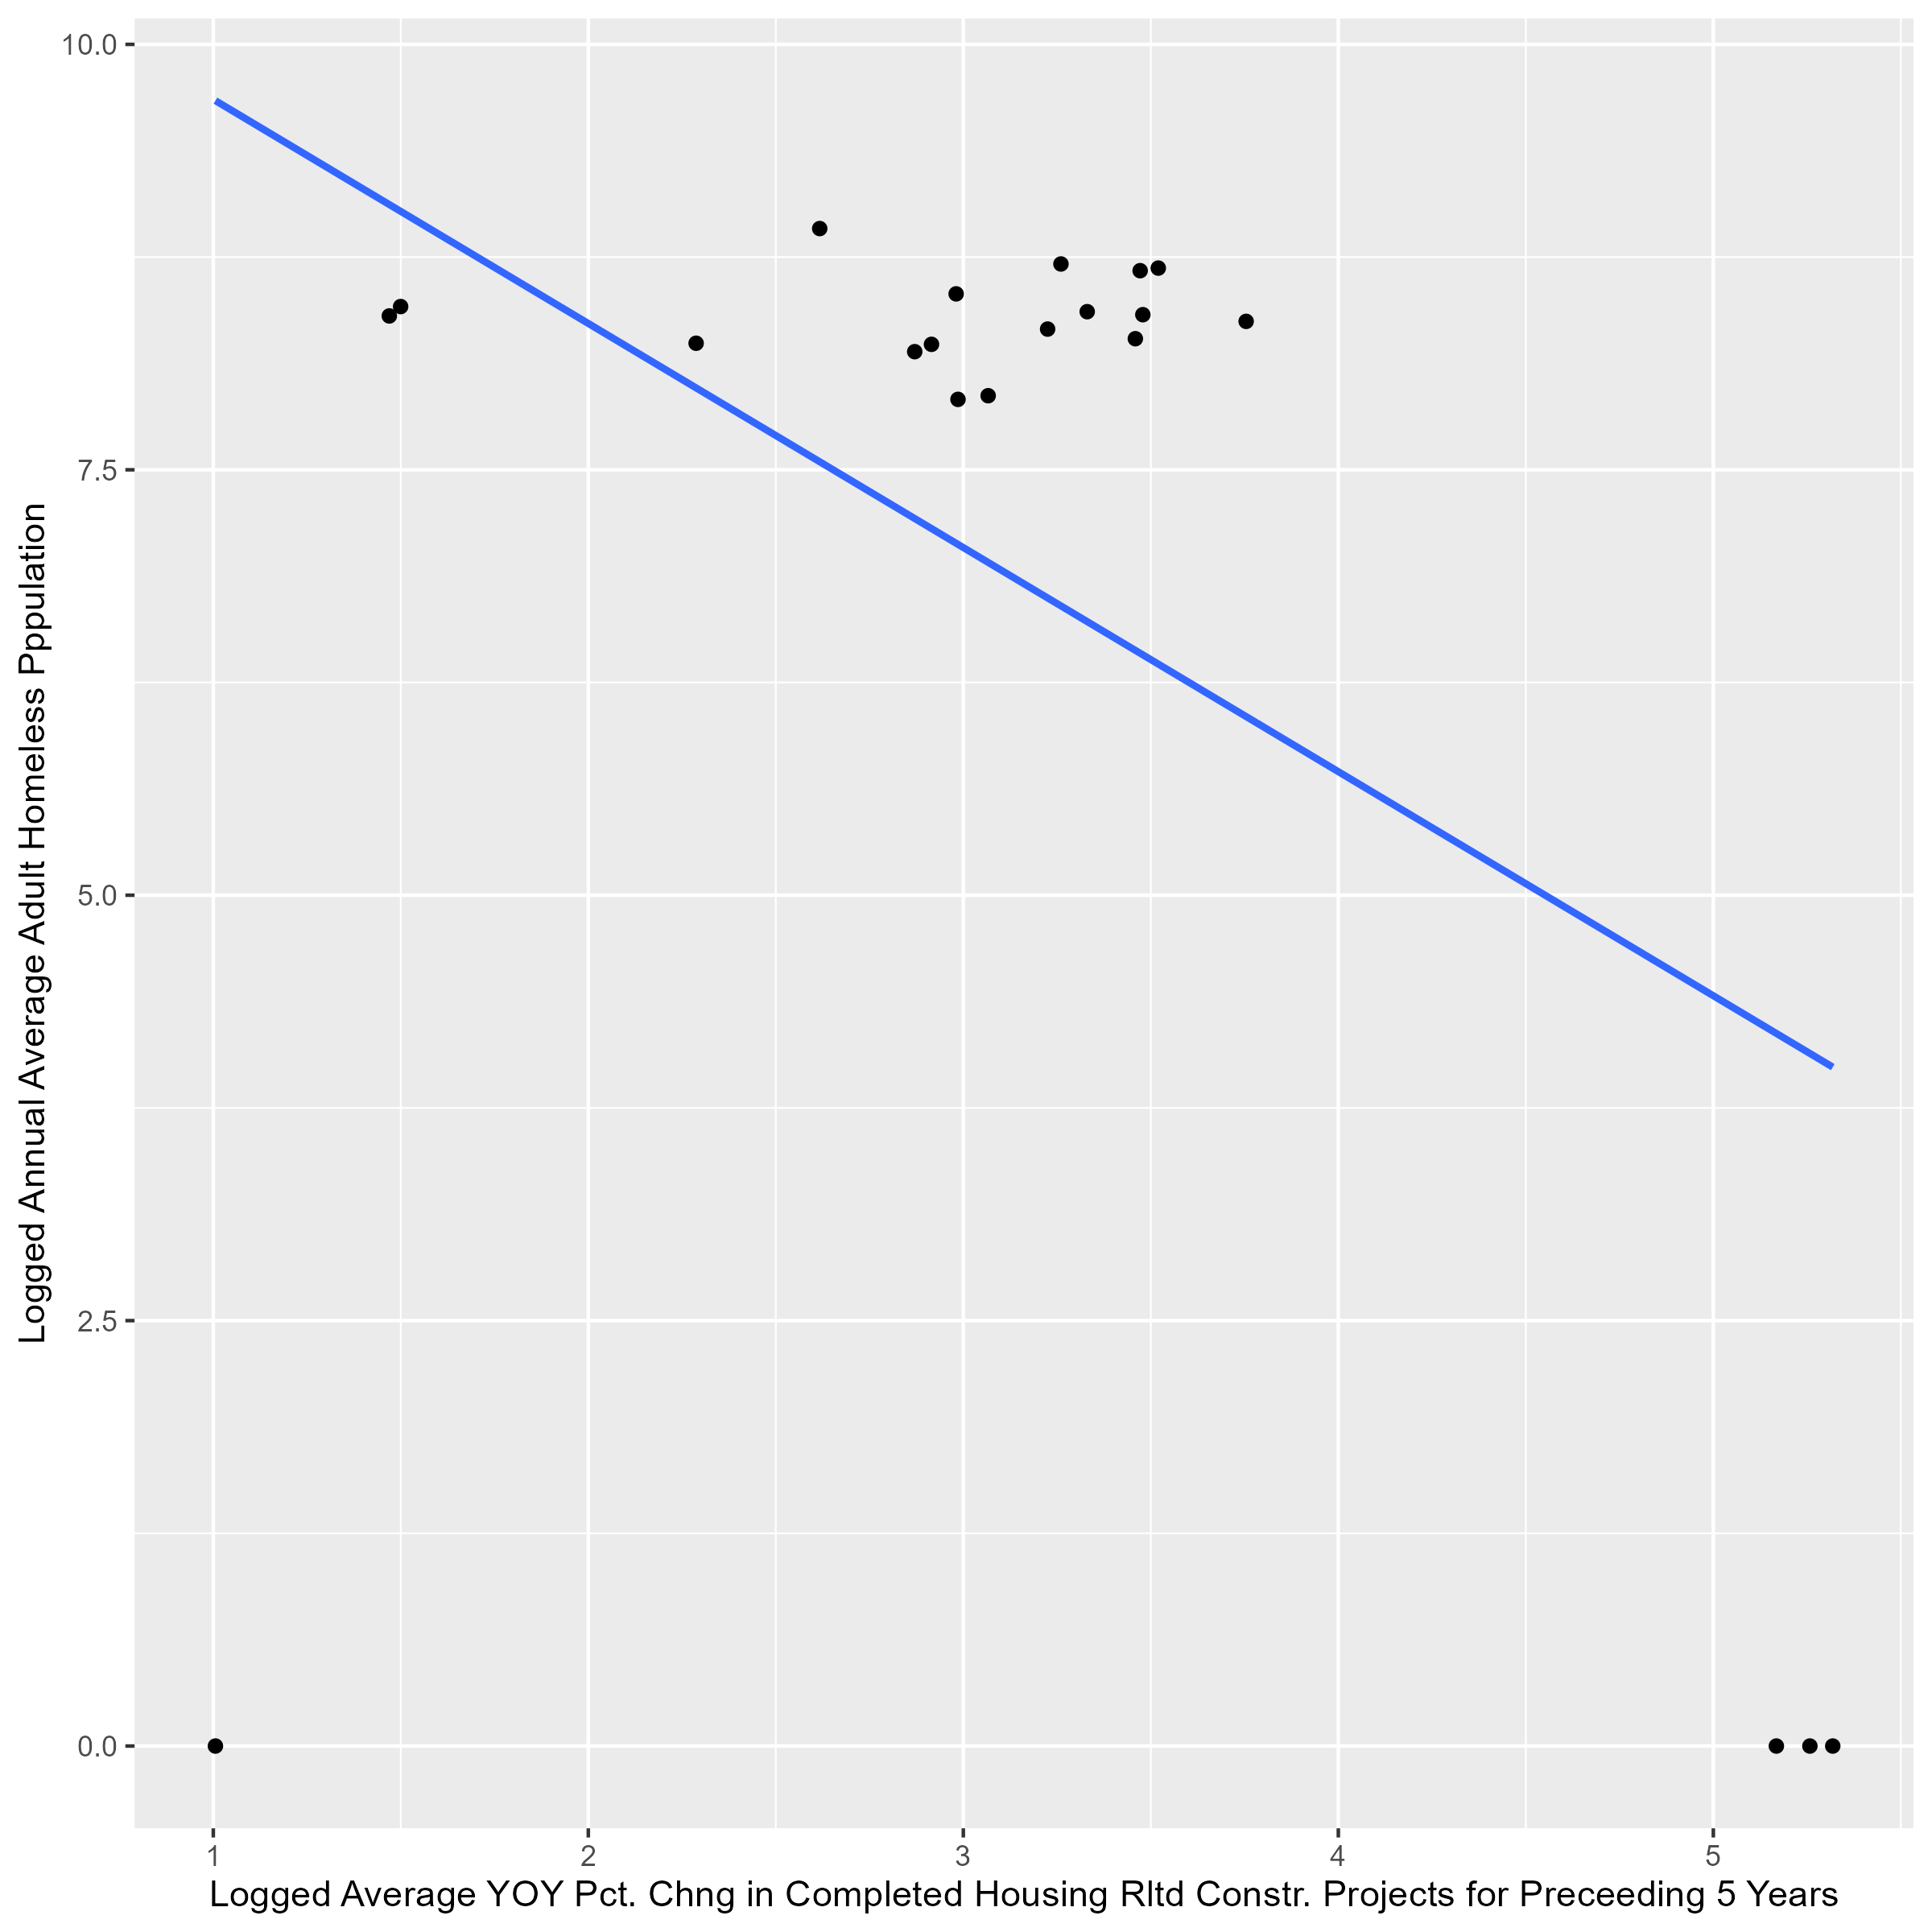 10.0
7.5
5.0
2.5
0.0
Logged Annual Average Adult Homeless Pppulation
1 2 3 4 5
Logged Average YOY Pct. Chng in Completed Housing Rltd Constr. Projects for Preceeding 5 Years